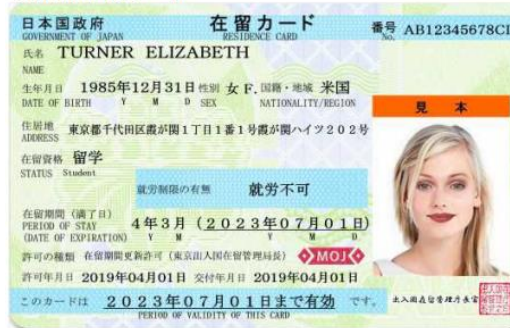 日本国政府 在留カード 番号 AB12345678CD
GOVERNMENT OF JAPAN RESIDENCE CARD No.
氏名 TURNER ELIZABETH
NAME
生年月日 1985年12月31日 性別 女 F. 国籍・地域 米国
DATE OF BIRTH Y M D SEX NATIONALITY/REGION
見本
住居地 東京都千代田区霞が関1丁目1番1号霞が関ハイツ202号
ADDRESS
在留資格 留学
STATUS Student
就労制限の有無 就労不可
在留期間(満了日) 4年3月(2023年07月01日)
PERIOD OF STAY
(DATE OF EXPIRATION) Y M Y M D
許可の種類 在留期間更新許可(東京出入国在留管理局長) MOJ
許可年月日 2019年04月01日 交付年月日 2019年04月01日
このカードは 2023年07月01日まで有効 です。
PERIOD OF VALIDITY OF THIS CARD
出入国在留管理庁長官